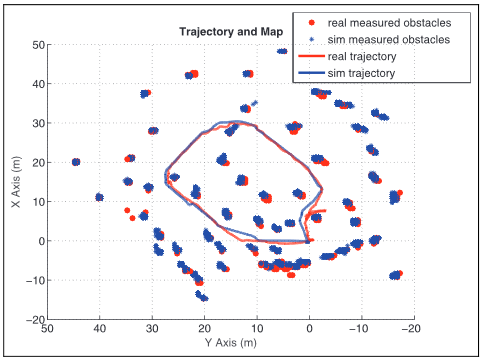 Trajectory and Map
real measured obstacles
sim measured obstacles
real trajectory
sim trajectory
50
40
30
20
10
0
−10
−20
X Axis (m)
50 40 30 20 10 0 −10 −20
Y Axis (m)